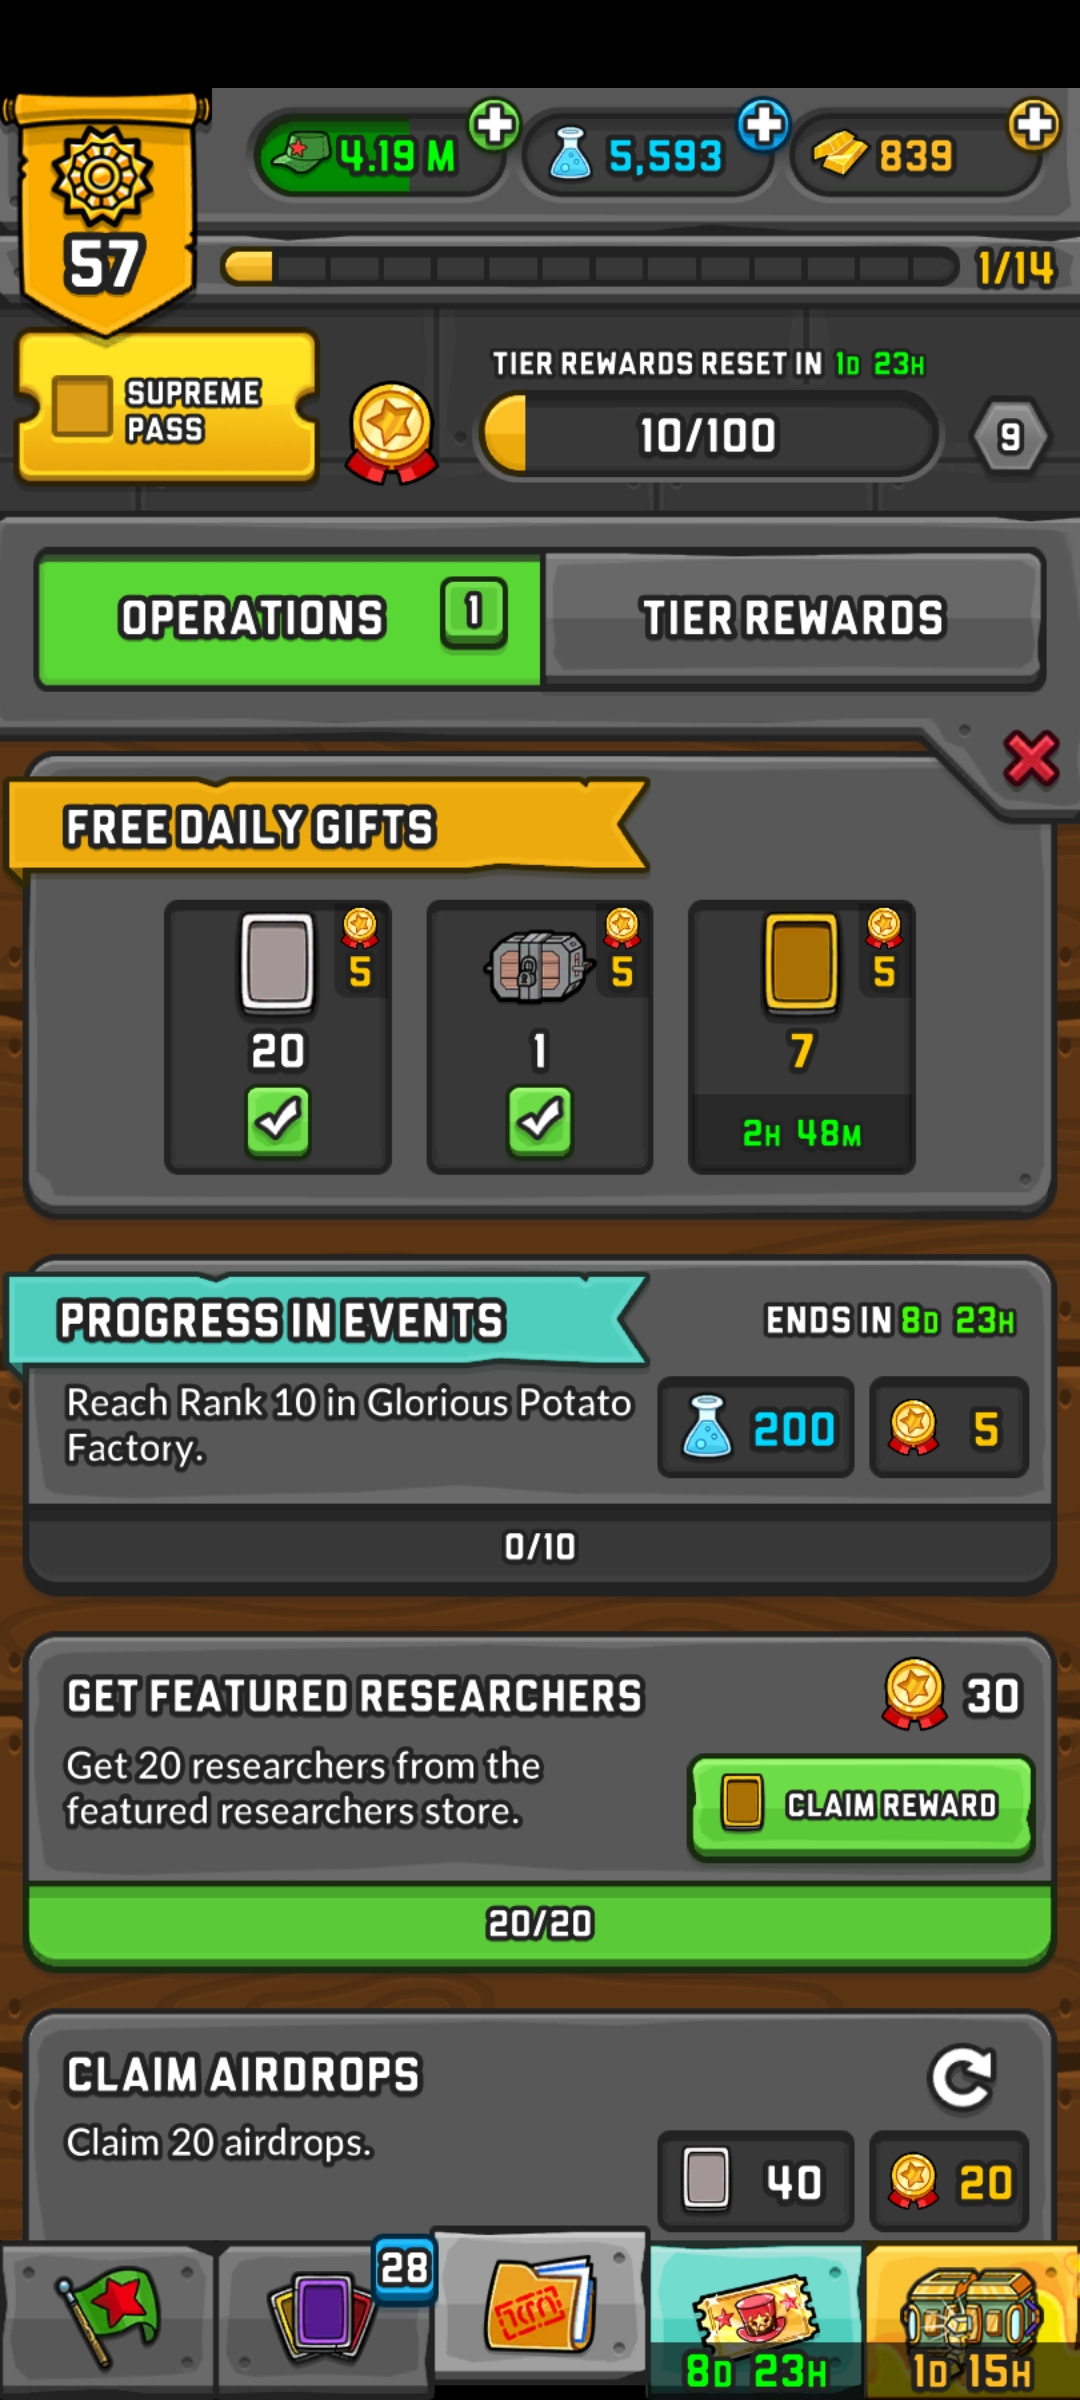 4.19 M
5,593
839
57
1/14
SUPREME
PASS
TIER REWARDS RESET IN 1D 23H
10/100
9
OPERATIONS
1
TIER REWARDS
FREE DAILY GIFTS
5
5
5
20
1
7
2H 48M
PROGRESS IN EVENTS
ENDS IN 8D 23H
Reach Rank 10 in Glorious Potato
Factory.
200
5
0/10
GET FEATURED RESEARCHERS
30
Get 20 researchers from the
featured researchers store.
CLAIM REWARD
20/20
CLAIM AIRDROPS
Claim 20 airdrops.
40
20
28
8D 23H
1D 15H